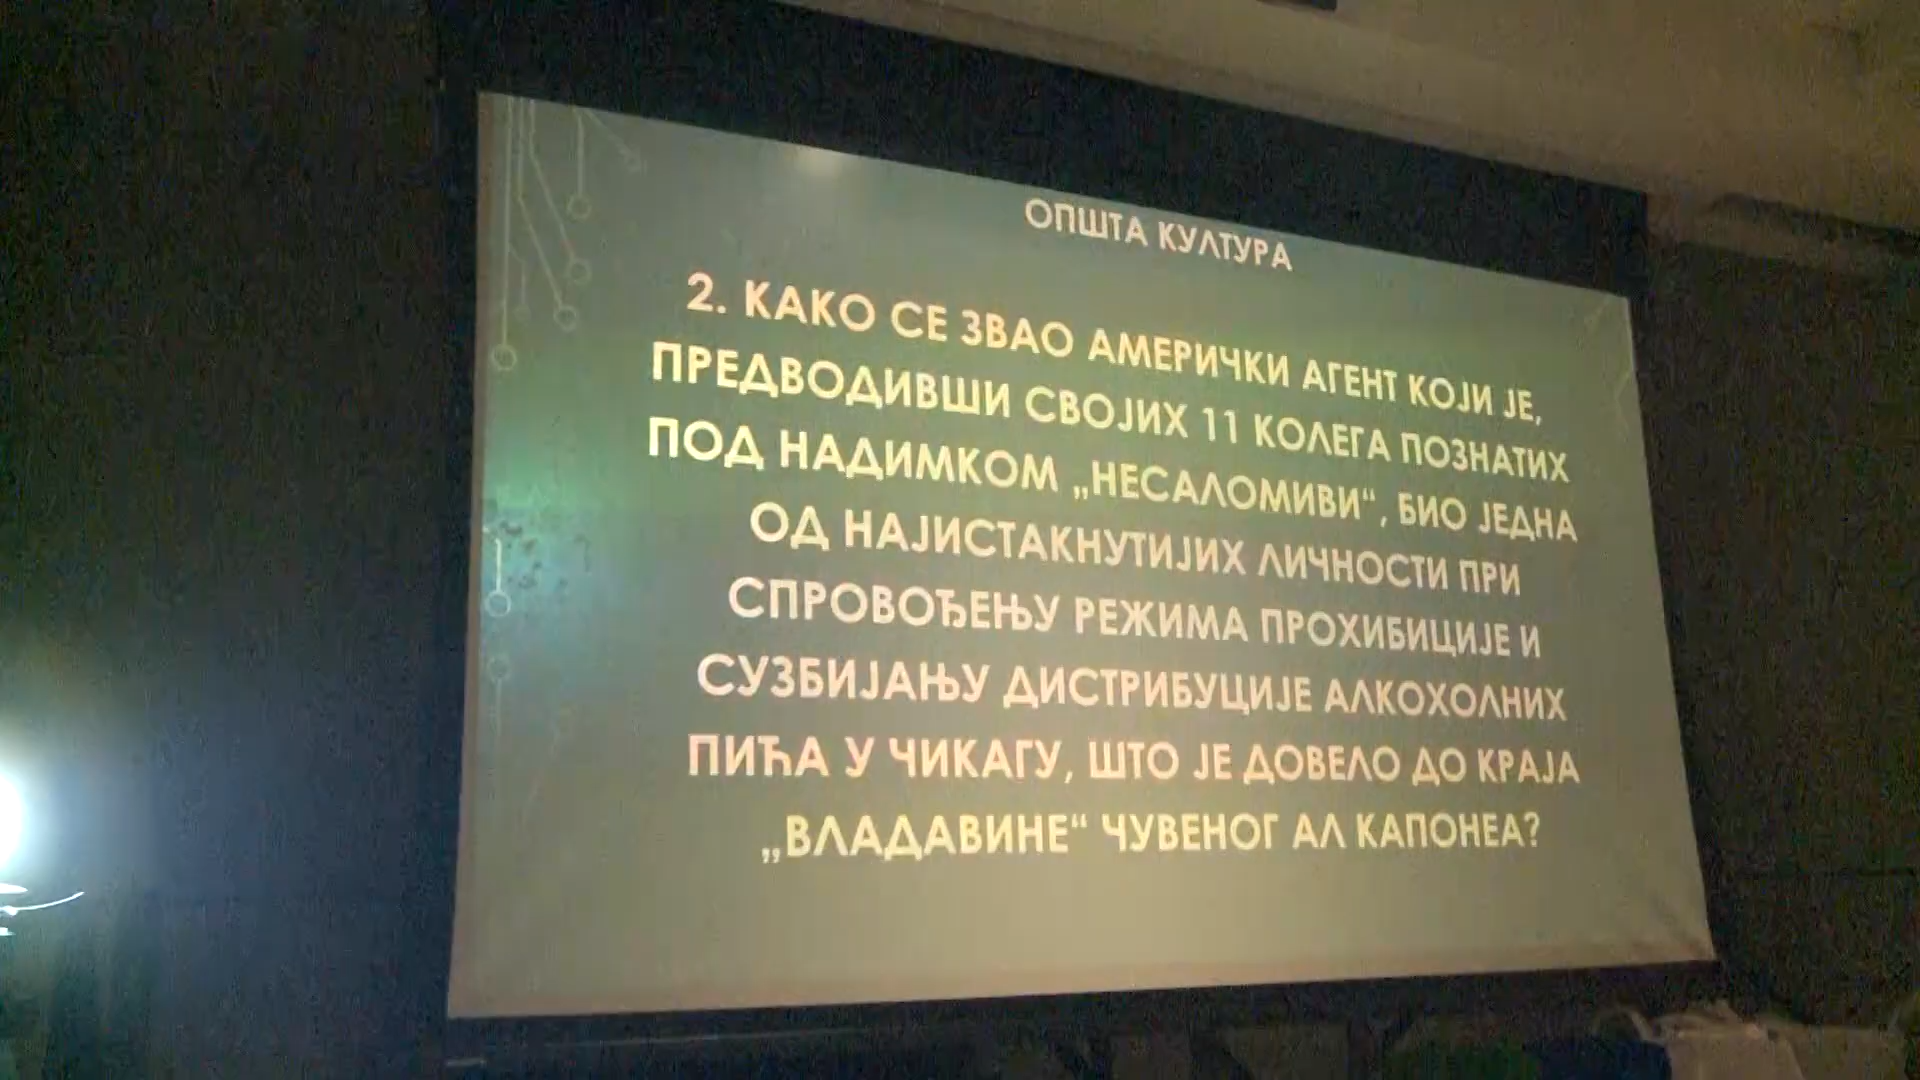 ОПШТА КУЛТУРА
2. КАКО СЕ ЗВАО АМЕРИЧКИ АГЕНТ КОЈИ ЈЕ,
ПРЕДВОДИВШИ СВОЈИХ 11 КОЛЕГА ПОЗНАТИХ
ПОД НАДИМКОМ „НЕСАЛОМИВИ“, БИО ЈЕДНА
ОД НАЈИСТАКНУТИЈИХ ЛИЧНОСТИ ПРИ
СПРОВОЂЕЊУ РЕЖИМА ПРОХИБИЦИЈЕ И
СУЗБИЈАЊУ ДИСТРИБУЦИЈЕ АЛКОХОЛНИХ
ПИЋА У ЧИКАГУ, ШТО ЈЕ ДОВЕЛО ДО КРАЈА
„ВЛАДАВИНЕ“ ЧУВЕНОГ АЛ КАПОНЕА?